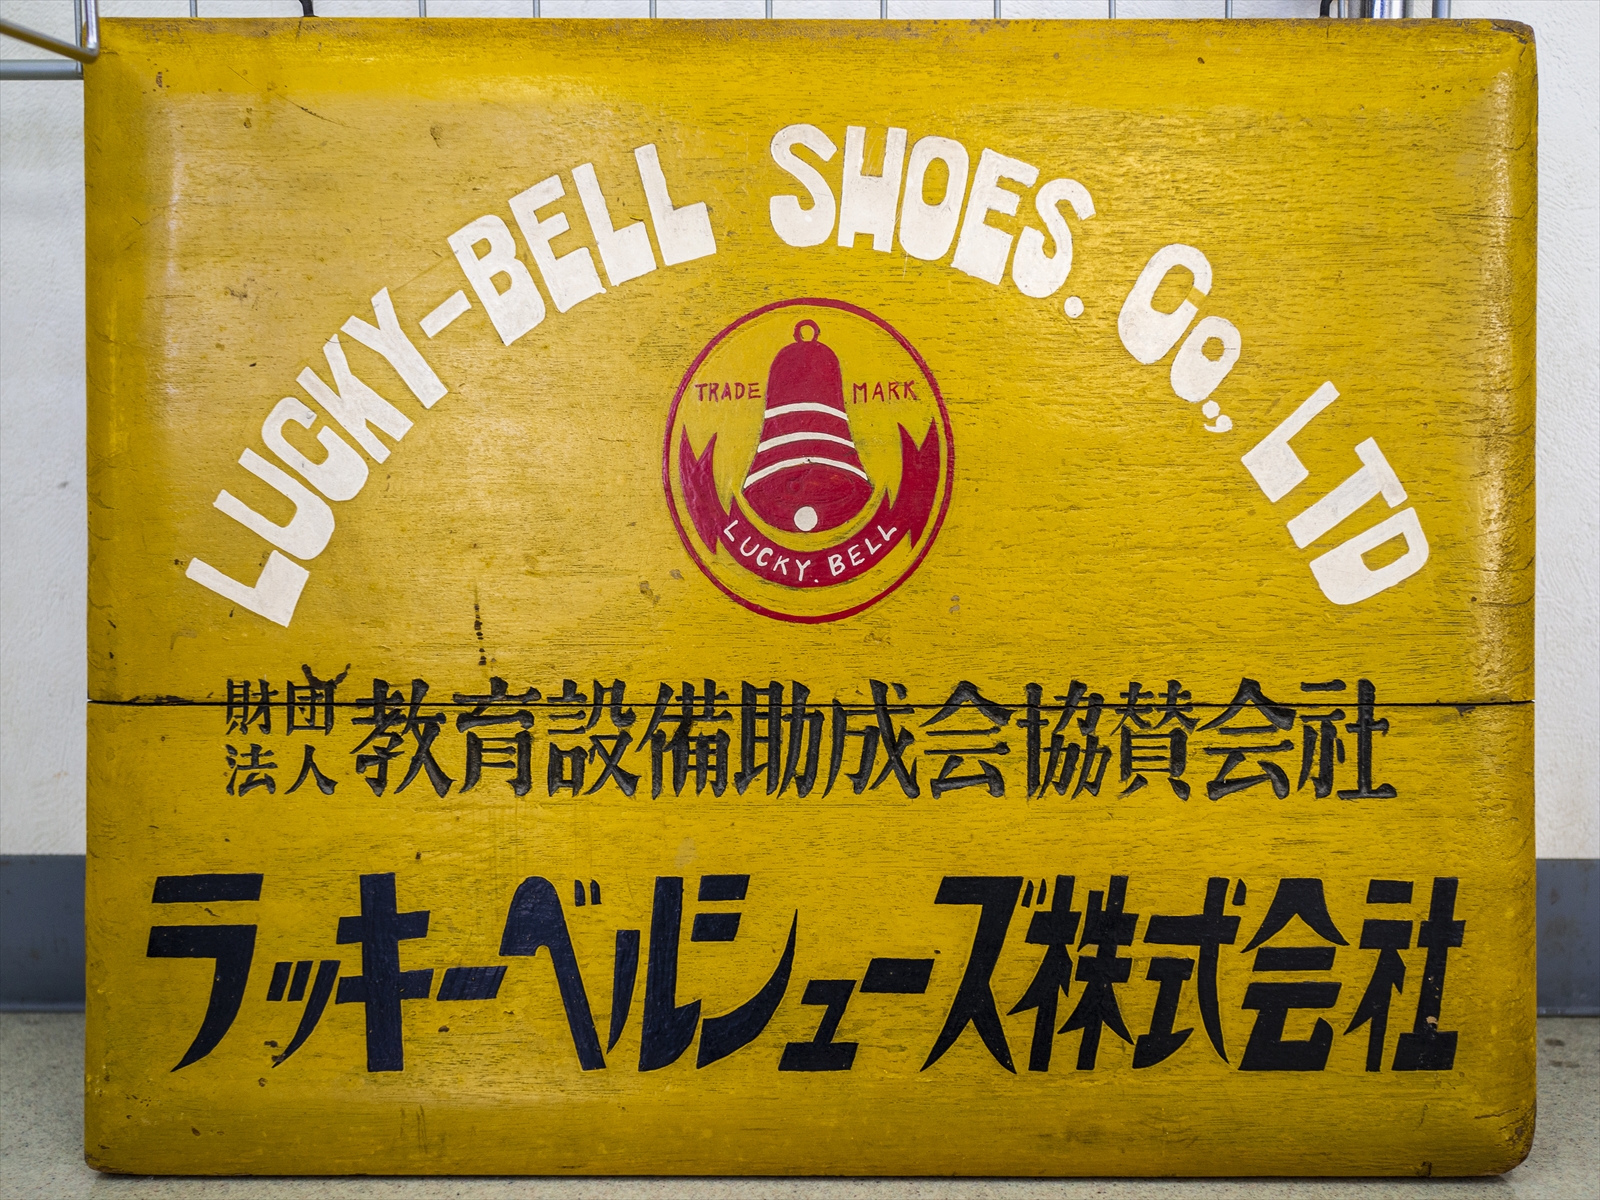 LUCKY-BELL SHOES. CO., LTD
TRADE MARK
LUCKY. BELL
財団法人 教育設備助成会協賛会社
ラッキーベルシューズ株式会社